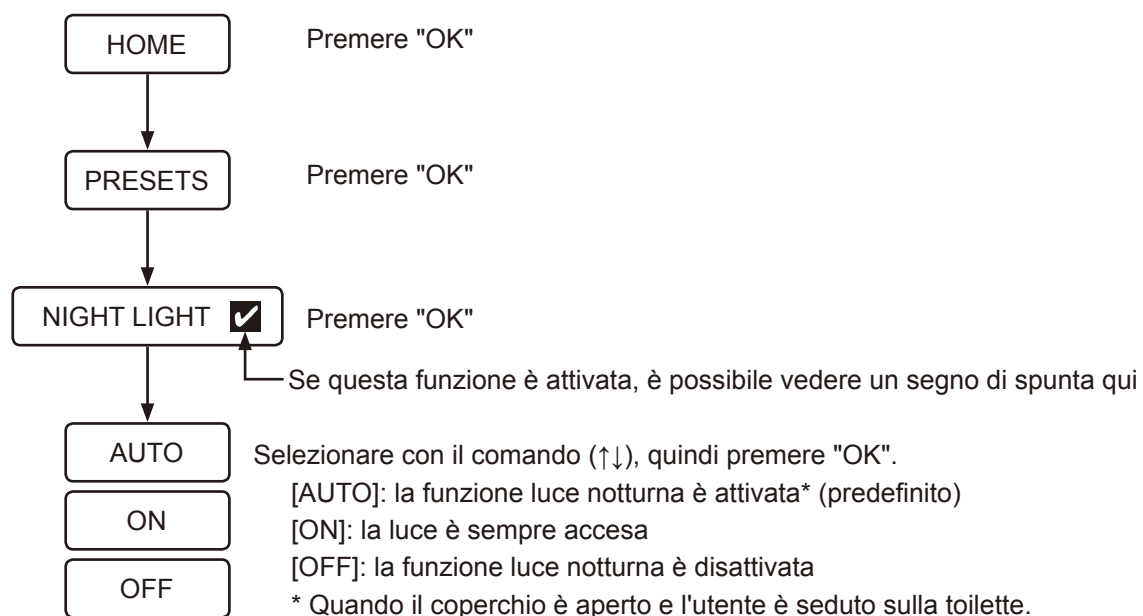 HOME
Premere "OK"
PRESETS
Premere "OK"
NIGHT LIGHT ✔
Premere "OK"
Se questa funzione è attivata, è possibile vedere un segno di spunta qui
AUTO
Selezionare con il comando (↑↓), quindi premere "OK".
[AUTO]: la funzione luce notturna è attivata* (predefinito)
ON
[ON]: la luce è sempre accesa
[OFF]: la funzione luce notturna è disattivata
OFF
* Quando il coperchio è aperto e l'utente è seduto sulla toilette.